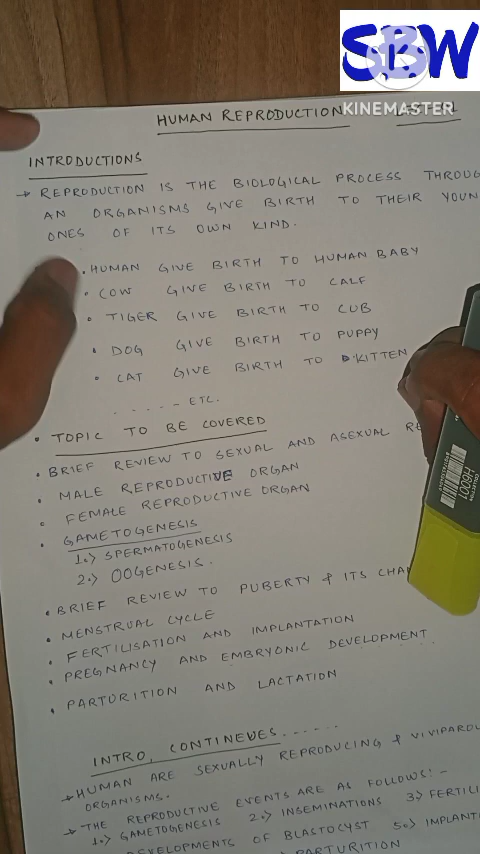 SBW
KINEMASTER
HUMAN REPRODUCTION
INTRODUCTIONS
→ REPRODUCTION IS THE BIOLOGICAL PROCESS THROUG
AN ORGANISMS GIVE BIRTH TO THEIR YOUN
ONES OF ITS OWN KIND.
• HUMAN GIVE BIRTH TO HUMAN BABY
• COW GIVE BIRTH TO CALF
• TIGER GIVE BIRTH TO CUB
• DOG GIVE BIRTH TO PUPPY
• CAT GIVE BIRTH TO KITTEN
..... ETC.
• TOPIC TO BE COVERED
• BRIEF REVIEW TO SEXUAL AND ASEXUAL RE
• MALE REPRODUCTIVE ORGAN
• FEMALE REPRODUCTIVE ORGAN
• GAMETOGENESIS
1.) SPERMATOGENESIS
2.) OOGENESIS.
• BRIEF REVIEW TO PUBERTY & ITS CHA
• MENSTRUAL CYCLE
• FERTILISATION AND IMPLANTATION
• PREGNANCY AND EMBRYONIC DEVELOPMENT
• PARTURITION AND LACTATION
INTRO, CONTINEUES.......
→ HUMAN ARE SEXUALLY REPRODUCING & VIVIPAROU
ORGANISMS.
→ THE REPRODUCTIVE EVENTS ARE AS FOLLOWS:-
1.) GAMETOGENESIS 2.) INSEMINATIONS 3.) FERTILI
DEVELOPMENTS OF BLASTOCYST 5.) IMPLANT
PARTURITION